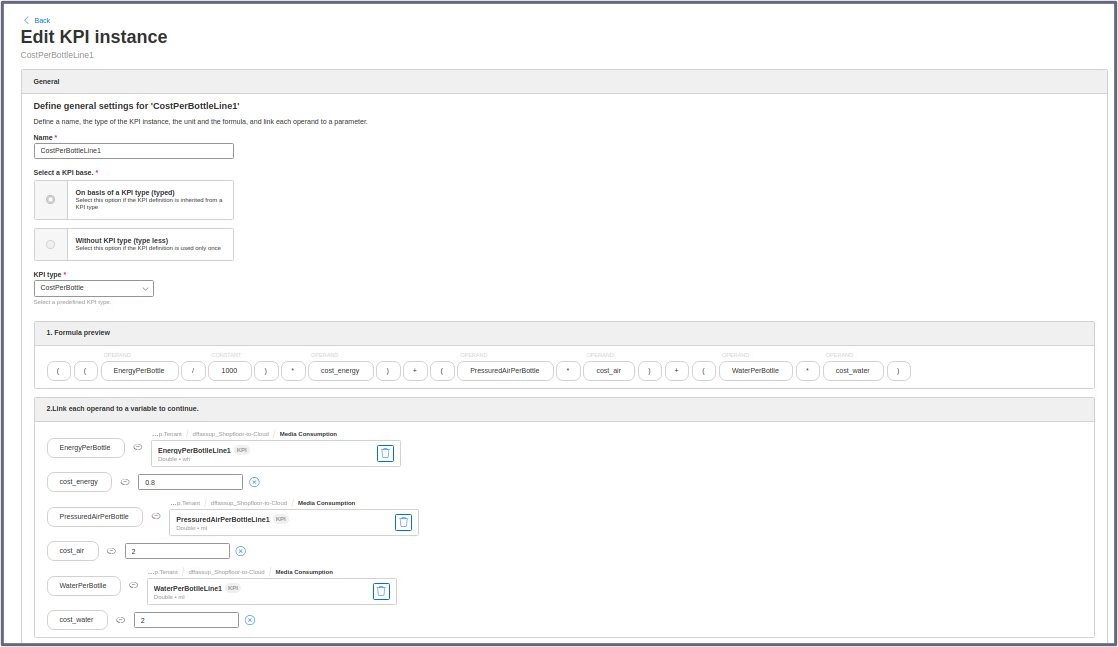 Back
Edit KPI instance
CostPerBottleLine1
General
Define general settings for 'CostPerBottleLine1'
Define a name, the type of the KPI instance, the unit and the formula, and link each operand to a parameter.
Name *
CostPerBottleLine1
Select a KPI base. *
On basis of a KPI type (typed)
Select this option if the KPI definition is inherited from a
KPI type
Without KPI type (type less)
Select this option if the KPI definition is used only once
KPI type *
CostPerBottle
Select a predefined KPI type.
1. Formula preview
OPERAND CONSTANT OPERAND OPERAND OPERAND OPERAND OPERAND
( ( EnergyPerBottle / 1000 ) * cost_energy ) + ( PressuredAirPerBottle * cost_air ) + ( WaterPerBottle * cost_water )
2.Link each operand to a variable to continue.
...p.Tenant / dffassup_Shopfloor-to-Cloud / Media Consumption
EnergyPerBottle
EnergyPerBottleLine1 KPI
Double • wh
cost_energy 0.8
...p.Tenant / dffassup_Shopfloor-to-Cloud / Media Consumption
PressuredAirPerBottle
PressuredAirPerBottleLine1 KPI
Double • ml
cost_air 2
...p.Tenant / dffassup_Shopfloor-to-Cloud / Media Consumption
WaterPerBottle
WaterPerBottleLine1 KPI
Double • ml
cost_water 2